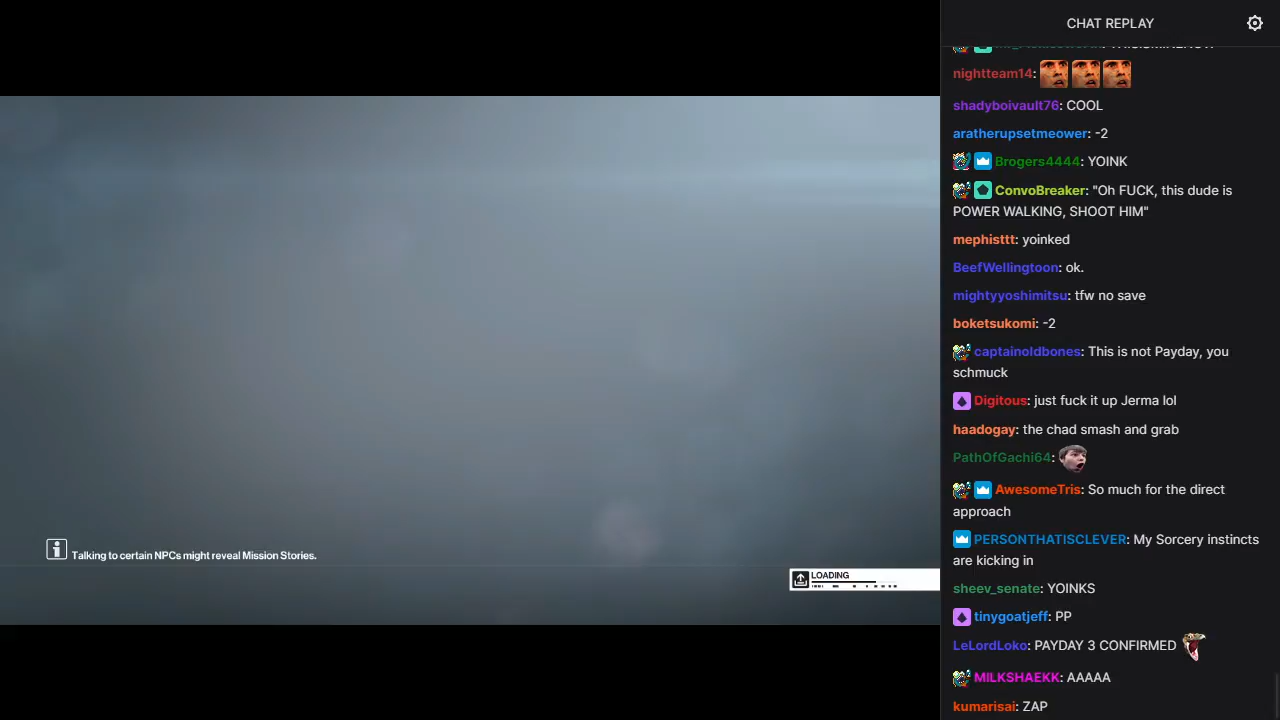 CHAT REPLAY
nightteam14:
shadyboivault76: COOL
aratherupsetmeower: -2
Brogers4444: YOINK
ConvoBreaker: "Oh FUCK, this dude is
POWER WALKING, SHOOT HIM"
mephisttt: yoinked
BeefWellingtoon: ok.
mightyyoshimitsu: tfw no save
boketsukomi: -2
captainoldbones: This is not Payday, you
schmuck
Digitous: just fuck it up Jerma lol
haadogay: the chad smash and grab
PathOfGachi64:
AwesomeTris: So much for the direct
approach
PERSONTHATISCLEVER: My Sorcery instincts
are kicking in
sheev_senate: YOINKS
tinygoatjeff: PP
LeLordLoko: PAYDAY 3 CONFIRMED
MILKSHAEKK: AAAAA
kumarisai: ZAP
Talking to certain NPCs might reveal Mission Stories.
LOADING